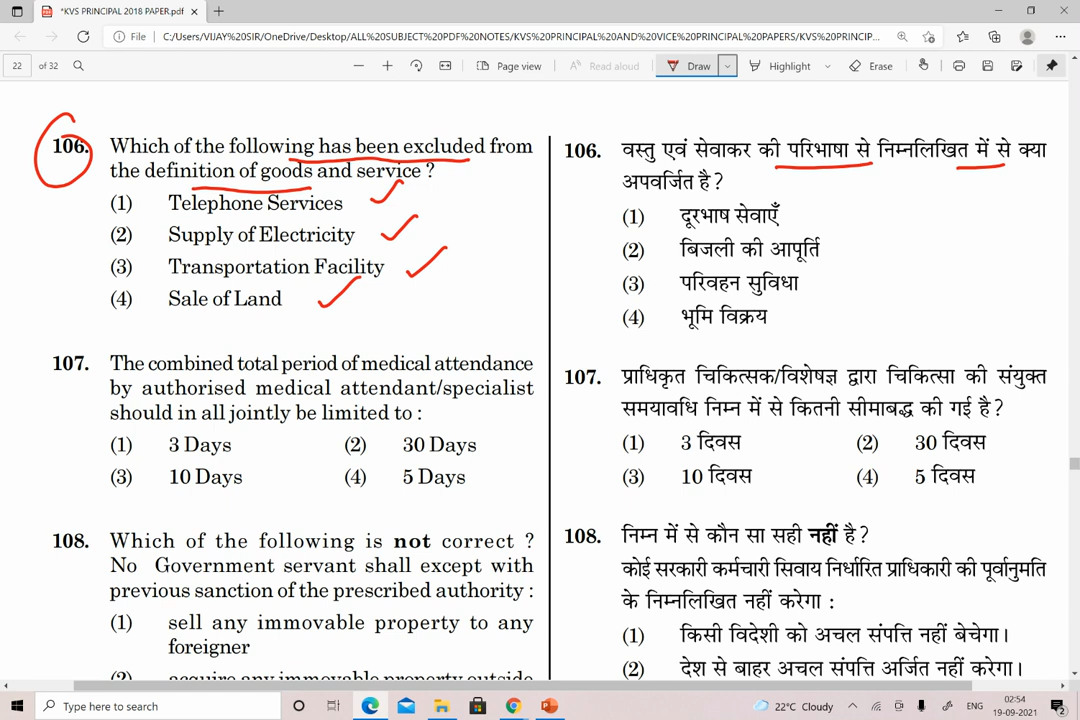 *KVS PRINCIPAL 2018 PAPER.pdf
File
C:/Users/VIJAY%20SIR/OneDrive/Desktop/ALL%20SUBJECT%20PDF%20NOTES/KVS%20PRINCIPAL%20AND%20VICE%20PRINCIPAL%20PAPERS/KVS%20PRINCIP...
22 of 32
Page view
Read aloud
Draw
Highlight
Erase
106. Which of the following has been excluded from
the definition of goods and service ?
(1) Telephone Services
(2) Supply of Electricity
(3) Transportation Facility
(4) Sale of Land
107. The combined total period of medical attendance
by authorised medical attendant/specialist
should in all jointly be limited to :
(1) 3 Days (2) 30 Days
(3) 10 Days (4) 5 Days
108. Which of the following is not correct ?
No Government servant shall except with
previous sanction of the prescribed authority :
(1) sell any immovable property to any
foreigner
(2) acquire any immovable property outside
106. वस्तु एवं सेवाकर की परिभाषा से निम्नलिखित में से क्या
अपवर्जित है ?
(1) दूरभाष सेवाएँ
(2) बिजली की आपूर्ति
(3) परिवहन सुविधा
(4) भूमि विक्रय
107. प्राधिकृत चिकित्सक/विशेषज्ञ द्वारा चिकित्सा की संयुक्त
समयावधि निम्न में से कितनी सीमाबद्ध की गई है ?
(1) 3 दिवस (2) 30 दिवस
(3) 10 दिवस (4) 5 दिवस
108. निम्न में से कौन सा सही नहीं है ?
कोई सरकारी कर्मचारी सिवाय निर्धारित प्राधिकारी की पूर्वानुमति
के निम्नलिखित नहीं करेगा :
(1) किसी विदेशी को अचल संपत्ति नहीं बेचेगा।
(2) देश से बाहर अचल संपत्ति अर्जित नहीं करेगा।
Type here to search
22°C Cloudy
ENG
02:54
19-09-2021
2